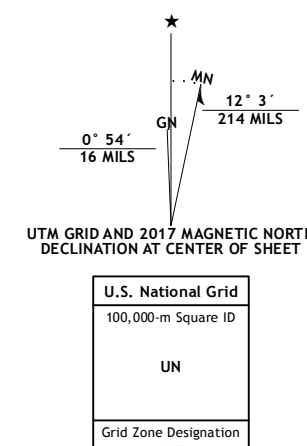 ★
MN
GN
12° 3´
214 MILS
0° 54´
16 MILS
UTM GRID AND 2017 MAGNETIC NORTH
DECLINATION AT CENTER OF SHEET
U.S. National Grid
100,000-m Square ID
UN
Grid Zone Designation